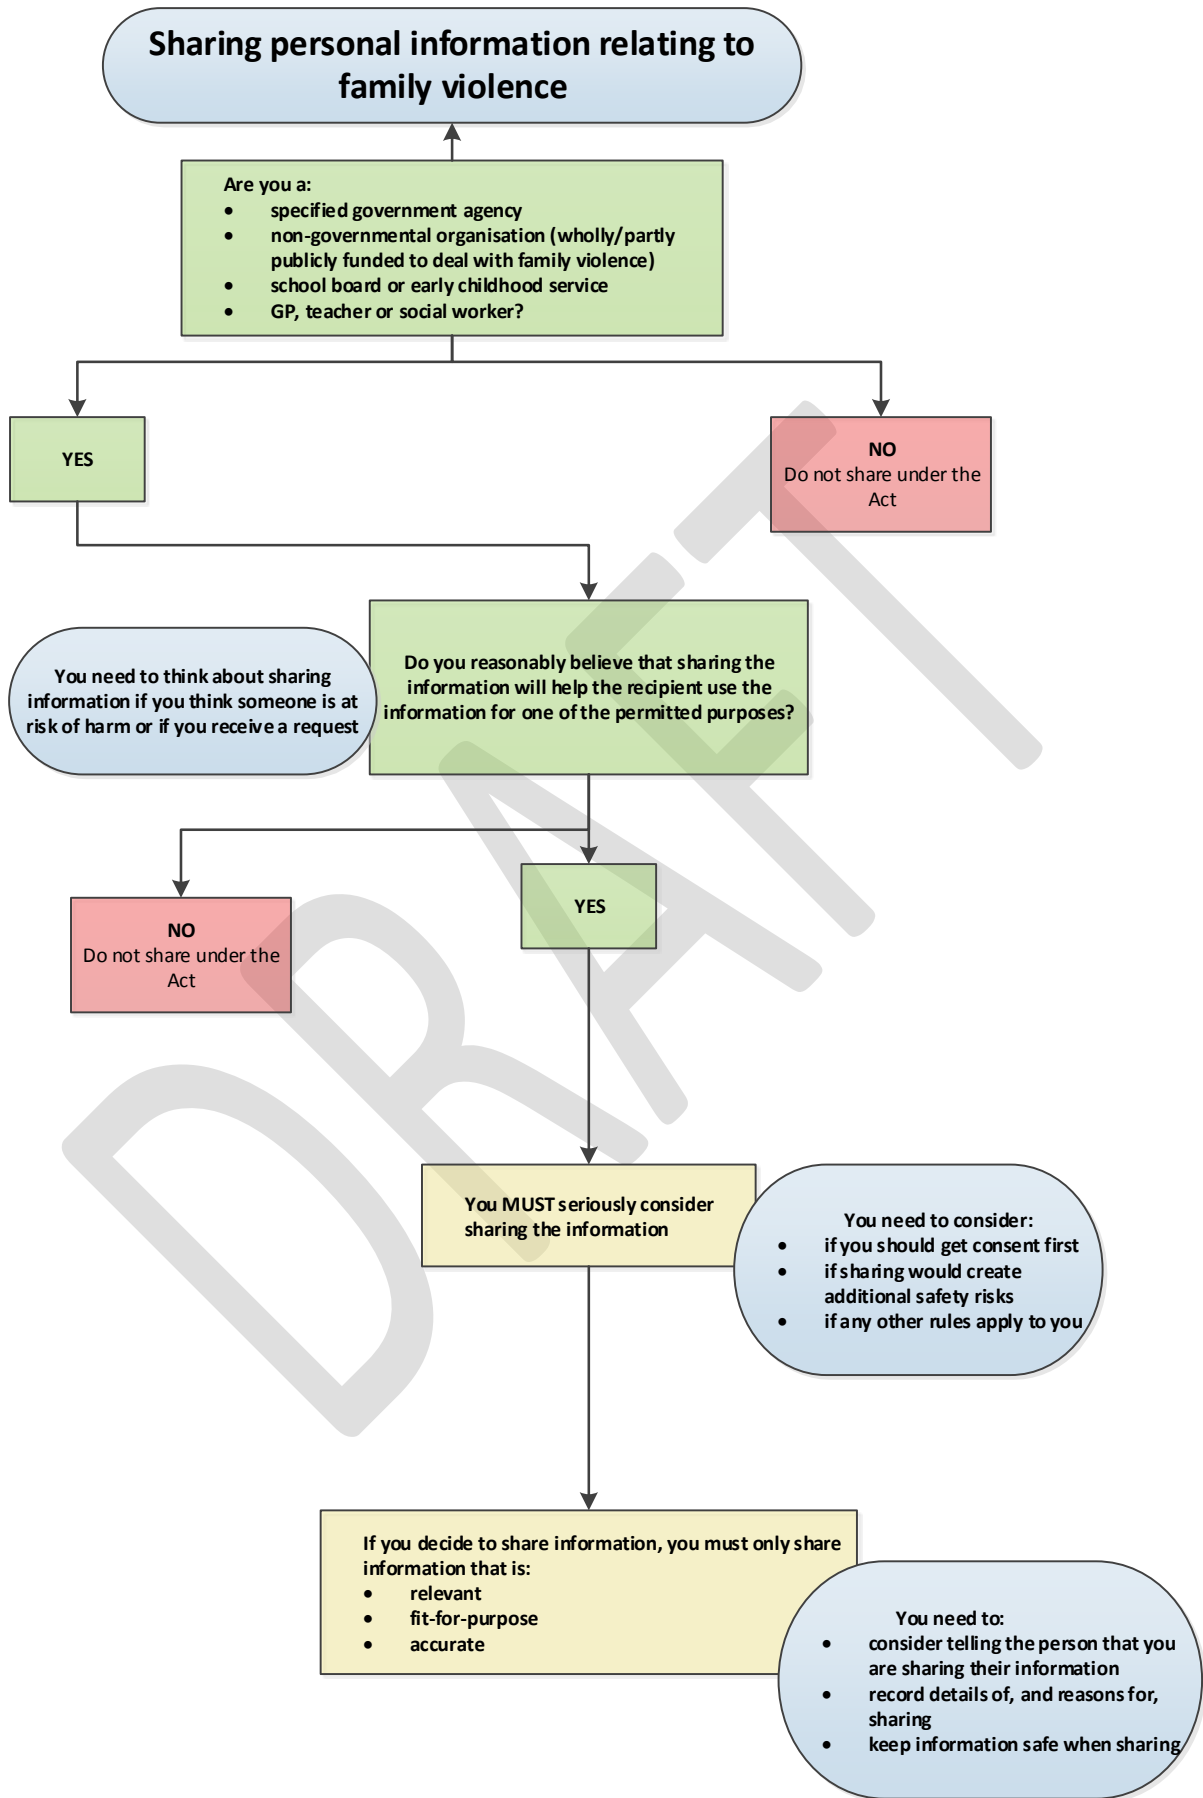 Sharing personal information relating to
family violence
Are you a:
• specified government agency
• non-governmental organisation (wholly/partly
publicly funded to deal with family violence)
• school board or early childhood service
• GP, teacher or social worker?
YES
NO
Do not share under the
Act
You need to think about sharing
information if you think someone is at
risk of harm or if you receive a request
Do you reasonably believe that sharing the
information will help the recipient use the
information for one of the permitted purposes?
NO
Do not share under the
Act
YES
You MUST seriously consider
sharing the information
You need to consider:
• if you should get consent first
• if sharing would create
additional safety risks
• if any other rules apply to you
If you decide to share information, you must only share
information that is:
• relevant
• fit-for-purpose
• accurate
You need to:
• consider telling the person that you
are sharing their information
• record details of, and reasons for,
sharing
• keep information safe when sharing
DRAFT